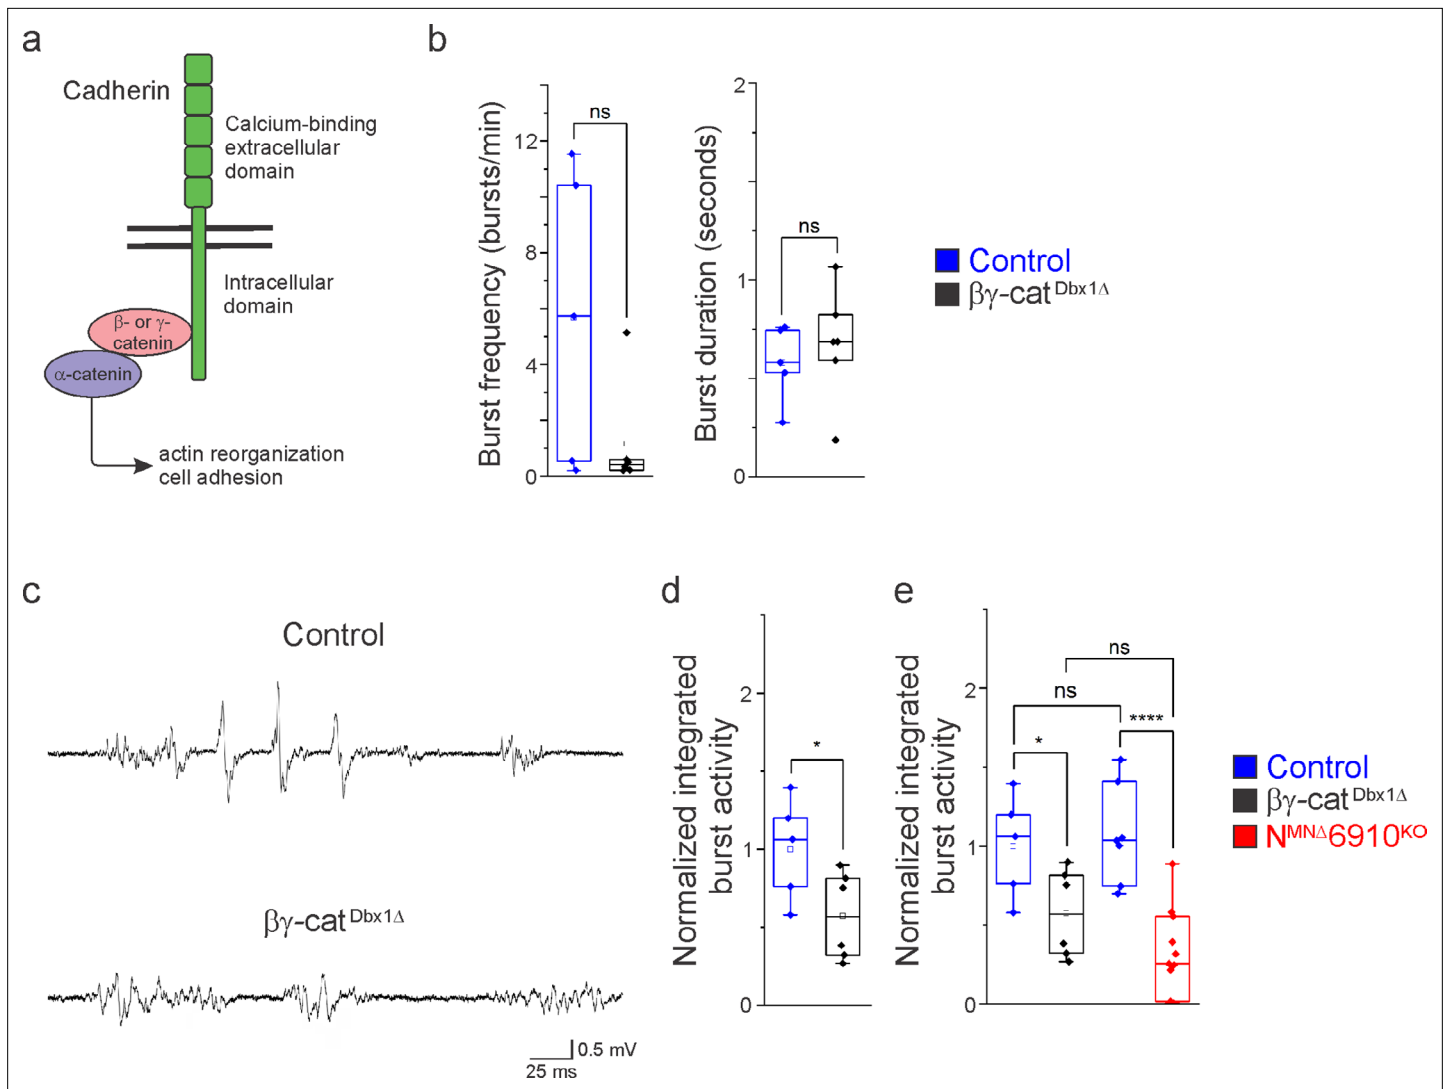 a
Cadherin
Calcium-binding
extracellular
domain
Intracellular
domain
β- or γ-
catenin
α-catenin
actin reorganization
cell adhesion
b
Burst frequency (bursts/min)
12
8
4
0
ns
Burst duration (seconds)
2
1
0
ns
Control
βγ-cat^Dbx1Δ
c
Control
βγ-cat^Dbx1Δ
0.5 mV
25 ms
d
Normalized integrated
burst activity
2
1
0
*
e
Normalized integrated
burst activity
2
1
0
ns
ns
****
*
Control
βγ-cat^Dbx1Δ
N^MNΔ6910^KO